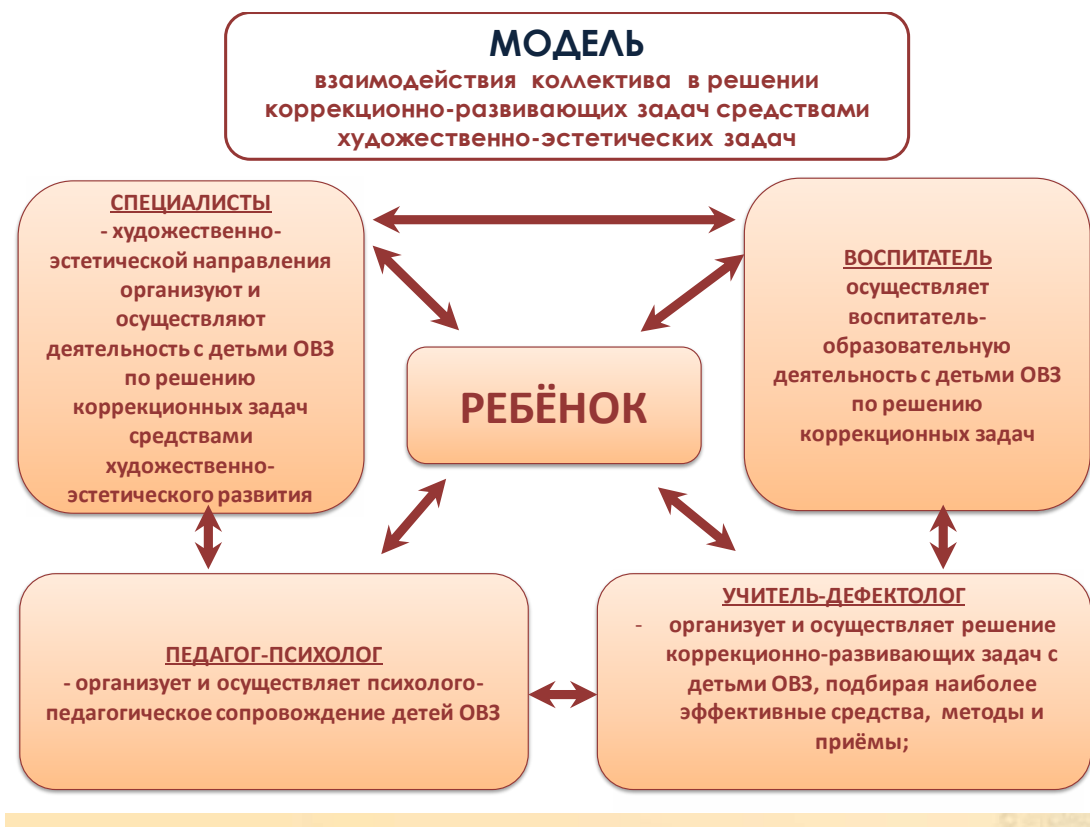 МОДЕЛЬ
взаимодействия коллектива в решении
коррекционно-развивающих задач средствами
художественно-эстетических задач
СПЕЦИАЛИСТЫ
- художественно-
эстетической направления
организуют и
осуществляют
деятельность с детьми ОВЗ
по решению
коррекционных задач
средствами
художественно-
эстетического развития
ВОСПИТАТЕЛЬ
осуществляет
воспитатель-
образовательную
деятельность с детьми ОВЗ
по решению
коррекционных задач
РЕБЁНОК
ПЕДАГОГ-ПСИХОЛОГ
- организует и осуществляет психолого-
педагогическое сопровождение детей ОВЗ
УЧИТЕЛЬ-ДЕФЕКТОЛОГ
- организует и осуществляет решение
коррекционно-развивающих задач с
детьми ОВЗ, подбирая наиболее
эффективные средства, методы и
приёмы;